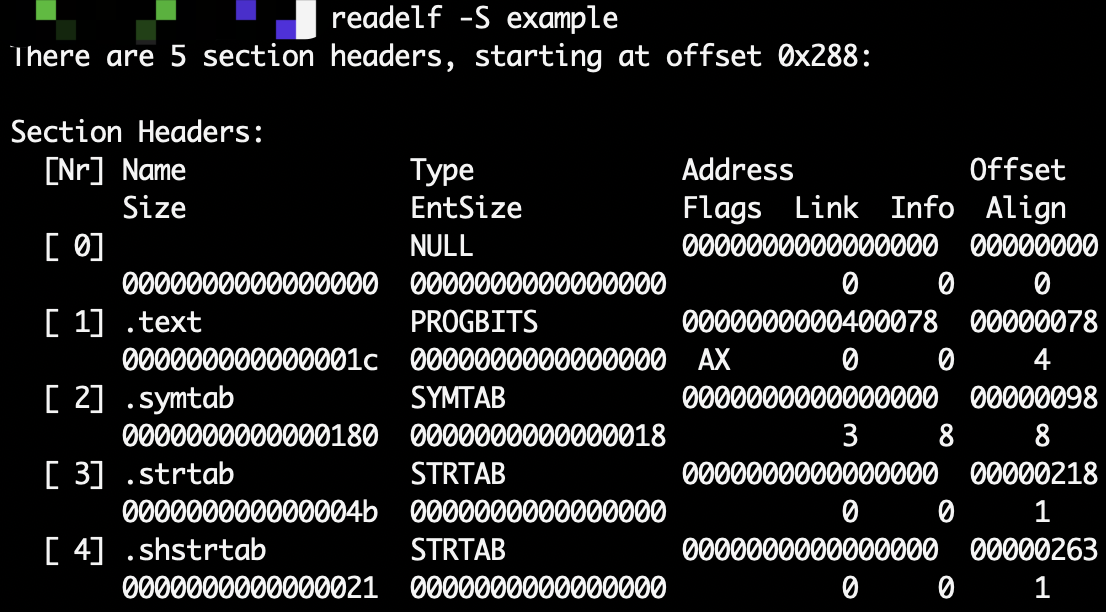 readelf -S example
There are 5 section headers, starting at offset 0x288:
Section Headers:
  [Nr] Name              Type             Address           Offset
       Size              EntSize          Flags  Link  Info  Align
  [ 0]                   NULL             0000000000000000  00000000
       0000000000000000  0000000000000000           0     0     0
  [ 1] .text             PROGBITS         0000000000400078  00000078
       000000000000001c  0000000000000000  AX       0     0     4
  [ 2] .symtab           SYMTAB           0000000000000000  00000098
       0000000000000180  0000000000000018           3     8     8
  [ 3] .strtab           STRTAB           0000000000000000  00000218
       000000000000004b  0000000000000000           0     0     1
  [ 4] .shstrtab         STRTAB           0000000000000000  00000263
       0000000000000021  0000000000000000           0     0     1